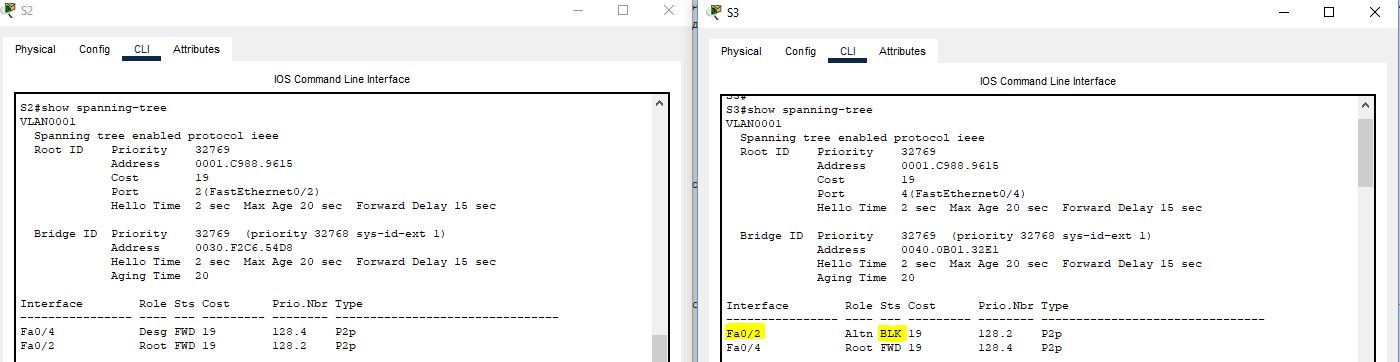 S2
Physical Config CLI Attributes
IOS Command Line Interface
S2#show spanning-tree
VLAN0001
  Spanning tree enabled protocol ieee
  Root ID    Priority    32769
             Address     0001.C988.9615
             Cost        19
             Port        2(FastEthernet0/2)
             Hello Time  2 sec  Max Age 20 sec  Forward Delay 15 sec

  Bridge ID  Priority    32769  (priority 32768 sys-id-ext 1)
             Address     0030.F2C6.54D8
             Hello Time  2 sec  Max Age 20 sec  Forward Delay 15 sec
             Aging Time  20

Interface        Role Sts Cost      Prio.Nbr Type
---------------- ---- --- --------- -------- --------------------------------
Fa0/4            Desg FWD 19        128.4    P2p
Fa0/2            Root FWD 19        128.2    P2p
S3
Physical Config CLI Attributes
IOS Command Line Interface
S3#
S3#show spanning-tree
VLAN0001
  Spanning tree enabled protocol ieee
  Root ID    Priority    32769
             Address     0001.C988.9615
             Cost        19
             Port        4(FastEthernet0/4)
             Hello Time  2 sec  Max Age 20 sec  Forward Delay 15 sec

  Bridge ID  Priority    32769  (priority 32768 sys-id-ext 1)
             Address     0040.0B01.32E1
             Hello Time  2 sec  Max Age 20 sec  Forward Delay 15 sec
             Aging Time  20

Interface        Role Sts Cost      Prio.Nbr Type
---------------- ---- --- --------- -------- --------------------------------
Fa0/2            Altn BLK 19        128.2    P2p
Fa0/4            Root FWD 19        128.4    P2p